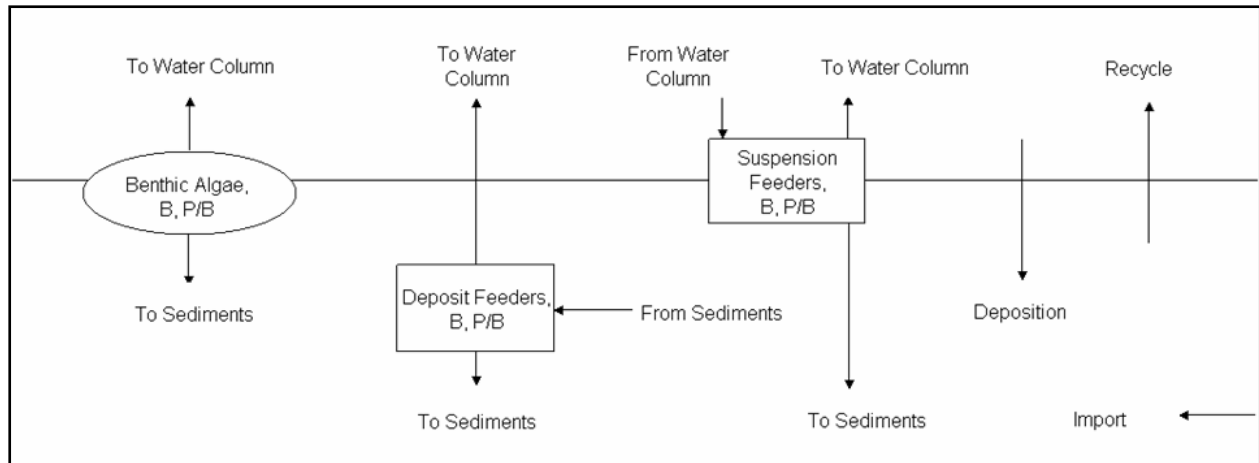 To Water Column
To Water
Column
From Water
Column
To Water Column
Recycle
Benthic Algae,
B, P/B
Suspension
Feeders,
B, P/B
To Sediments
Deposit Feeders,
B, P/B
From Sediments
Deposition
To Sediments
To Sediments
Import